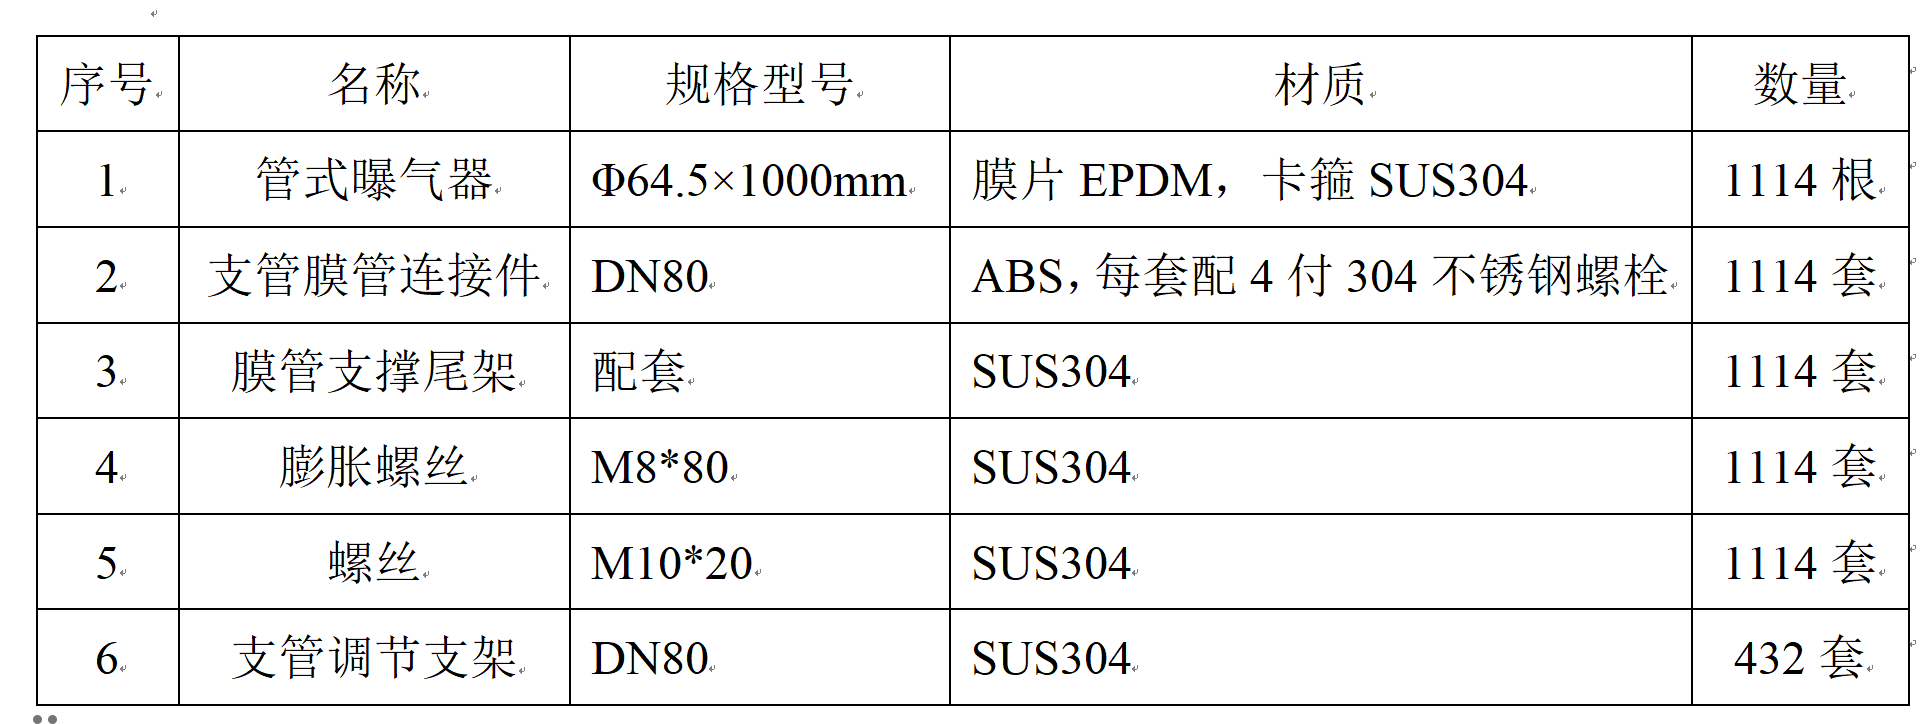 序号 名称 规格型号 材质 数量
1 管式曝气器 Φ64.5×1000mm 膜片 EPDM，卡箍 SUS304 1114 根
2 支管膜管连接件 DN80 ABS，每套配 4 付 304 不锈钢螺栓 1114 套
3 膜管支撑尾架 配套 SUS304 1114 套
4 膨胀螺丝 M8*80 SUS304 1114 套
5 螺丝 M10*20 SUS304 1114 套
6 支管调节支架 DN80 SUS304 432 套